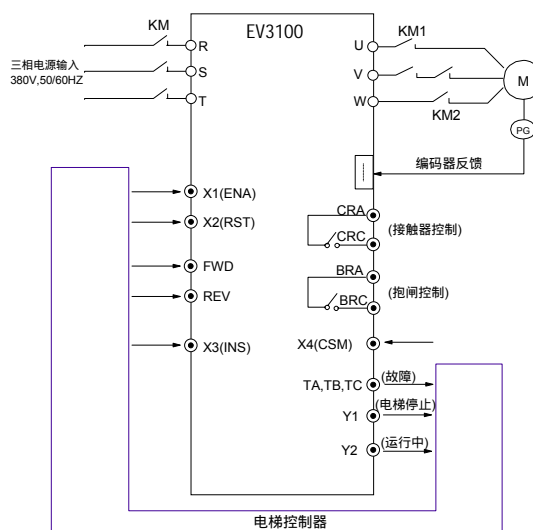 EV3100
KM
KM1
三相电源输入
380V,50/60HZ
R
S
T
U
V
W
KM2
M
PG
编码器反馈
X1(ENA)
X2(RST)
FWD
REV
X3(INS)
CRA
CRC
(接触器控制)
BRA
BRC
(抱闸控制)
X4(CSM)
TA,TB,TC
(故障)
Y1
(电梯停止)
Y2
(运行中)
电梯控制器